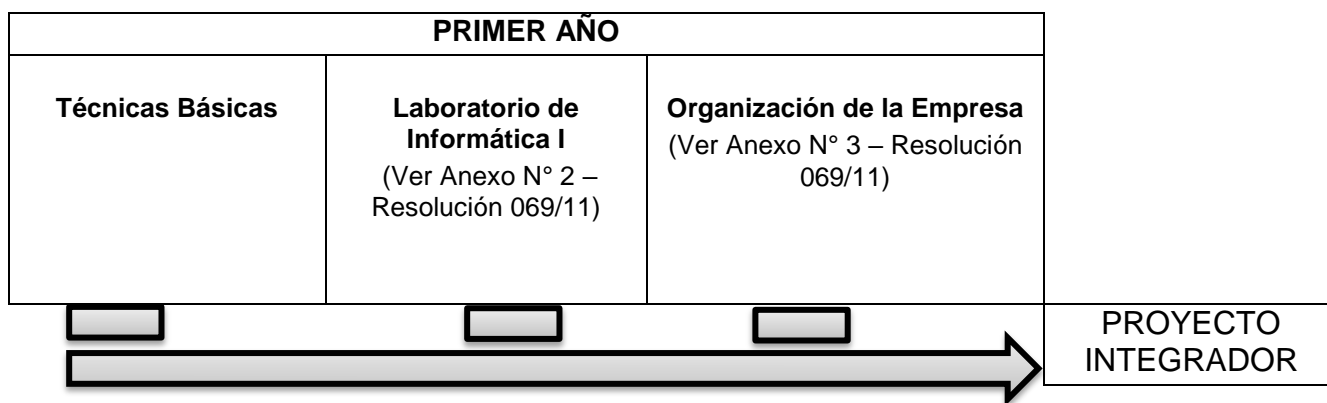 PRIMER AÑO
Técnicas Básicas
Laboratorio de
Informática I
(Ver Anexo N° 2 –
Resolución 069/11)
Organización de la Empresa
(Ver Anexo N° 3 – Resolución
069/11)
PROYECTO
INTEGRADOR